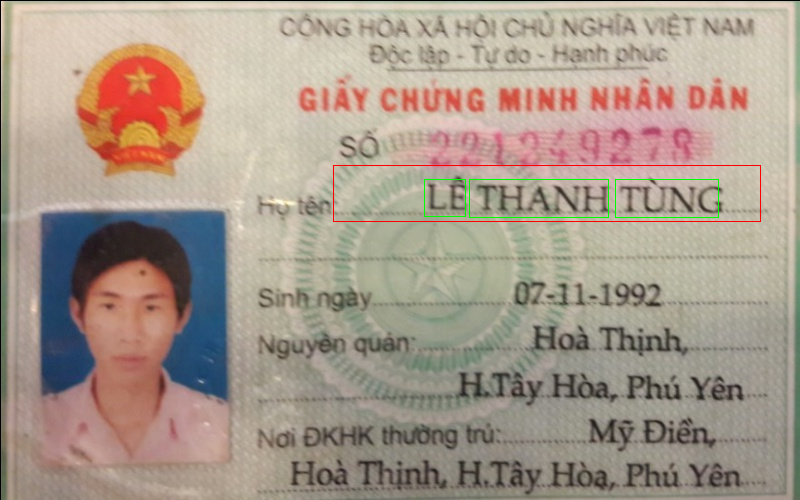 CỘNG HÒA XÃ HỘI CHỦ NGHĨA VIỆT NAM
Độc lập - Tự do - Hạnh phúc
GIẤY CHỨNG MINH NHÂN DÂN
SỐ 221249278
Họ tên: LÊ THANH TÙNG
Sinh ngày 07-11-1992
Nguyên quán: Hoà Thịnh,
H.Tây Hòa, Phú Yên
Nơi ĐKHK thường trú: Mỹ Điền,
Hoà Thịnh, H.Tây Hòa, Phú Yên
VIỆT NAM